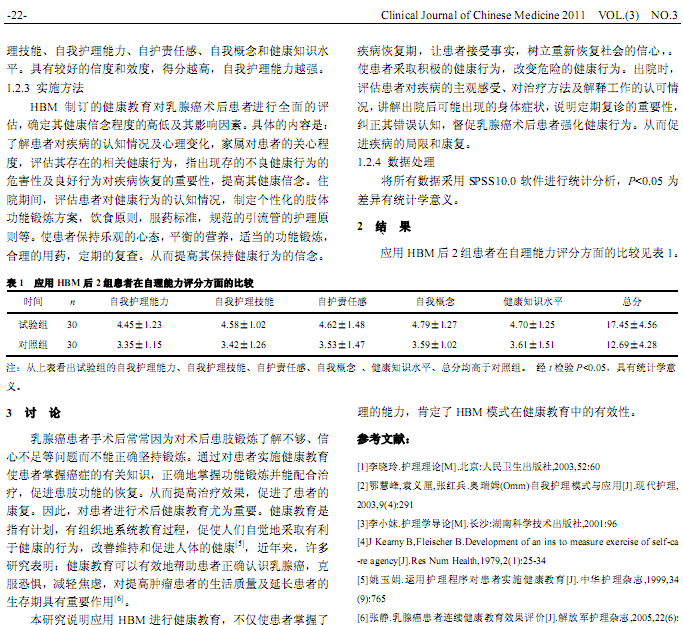 -22-
Clinical Journal of Chinese Medicine 2011 VOL.(3) NO.3
理技能、自我护理能力、自护责任感、自我概念和健康知识水
平。具有较好的信度和效度，得分越高，自我护理能力越强。
1.2.3 实施方法
HBM 制订的健康教育对乳腺癌术后患者进行全面的评
估，确定其健康信念程度的高低及其影响因素。具体的内容是：
了解患者对疾病的认知情况及心理变化，家属对患者的关心程
度，评估其存在的相关健康行为，指出现存的不良健康行为的
危害性及良好行为对疾病恢复的重要性，提高其健康信念。住
院期间，评估患者对健康行为的认知情况，制定个性化的肢体
功能锻炼方案，饮食原则，服药标准，规范的引流管的护理原
则等。使患者保持乐观的心态，平衡的营养，适当的功能锻炼，
合理的用药，定期的复查。从而提高其保持健康行为的信念。
疾病恢复期，让患者接受事实，树立重新恢复社会的信心，。
使患者采取积极的健康行为，改变危险的健康行为。出院时，
评估患者对疾病的主观感受、对治疗方法及解释工作的认可情
况，讲解出院后可能出现的身体症状，说明定期复诊的重要性，
纠正其错误认知，督促乳腺癌术后患者强化健康行为。从而促
进疾病的局限和康复。
1.2.4 数据处理
将所有数据采用 SPSS10.0 软件进行统计分析，P<0.05 为
差异有统计学意义。
2 结 果
应用 HBM 后 2 组患者在自理能力评分方面的比较见表 1。
表 1 应用 HBM 后 2 组患者在自理能力评分方面的比较
时间 n 自我护理能力 自我护理技能 自护责任感 自我概念 健康知识水平 总分
试验组 30 4.45±1.23 4.58±1.02 4.62±1.48 4.79±1.27 4.70±1.25 17.45±4.56
对照组 30 3.35±1.15 3.42±1.26 3.53±1.47 3.59±1.02 3.61±1.51 12.69±4.28
注：从上表看出试验组的自我护理能力、自我护理技能、自护责任感、自我概念 、健康知识水平、总分均高于对照组。 经 t 检验 P<0.05，具有统计学意
义。
3 讨 论
乳腺癌患者手术后常常因为对术后患肢锻炼了解不够、信
心不足等问题而不能正确坚持锻炼。通过对患者实施健康教育
使患者掌握癌症的有关知识，正确地掌握功能锻炼并能配合治
疗，促进患肢功能的恢复。从而提高治疗效果，促进了患者的
康复。因此，对患者进行术后健康教育尤为重要。健康教育是
指有计划，有组织地系统教育过程，促使人们自觉地采取有利
于健康的行为，改善维持和促进人体的健康[5]，近年来，许多
研究表明：健康教育可以有效地帮助患者正确认识乳腺癌，克
服恐惧，减轻焦虑，对提高肿瘤患者的生活质量及延长患者的
生存期具有重要作用[6]。
本研究说明应用 HBM 进行健康教育，不仅使患者掌握了
理的能力，肯定了 HBM 模式在健康教育中的有效性。
参考文献：
[1]李晓玲.护理理论[M].北京:人民卫生出版社,2003,52:60
[2]鄂慧峰,袁义厘,张红兵.奥瑞姆(Omm)自我护理模式与应用[J].现代护理,
2003,9(4):291
[3]李小妹.护理学导论[M].长沙:湖南科学技术出版社,2001:96
[4]J Kearny B,Fleischer B.Development of an ins to measure exercise of self-ca
-re agency[J].Res Num Health,1979,2(1):25-34
[5]姚玉娟.运用护理程序对患者实施健康教育[J].中华护理杂志,1999,34
(9):765
[6]张静.乳腺癌患者连续健康教育效果评价[J].解放军护理杂志,2005,22(6):